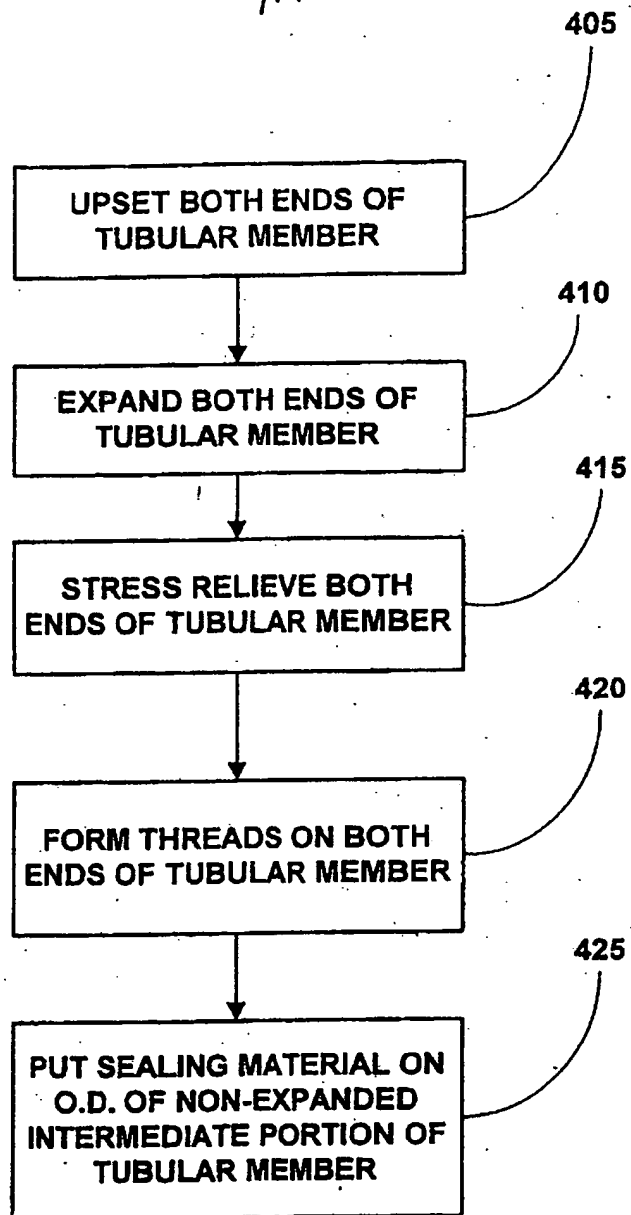 405
UPSET BOTH ENDS OF
TUBULAR MEMBER
410
EXPAND BOTH ENDS OF
TUBULAR MEMBER
415
STRESS RELIEVE BOTH
ENDS OF TUBULAR MEMBER
420
FORM THREADS ON BOTH
ENDS OF TUBULAR MEMBER
425
PUT SEALING MATERIAL ON
O.D. OF NON-EXPANDED
INTERMEDIATE PORTION OF
TUBULAR MEMBER